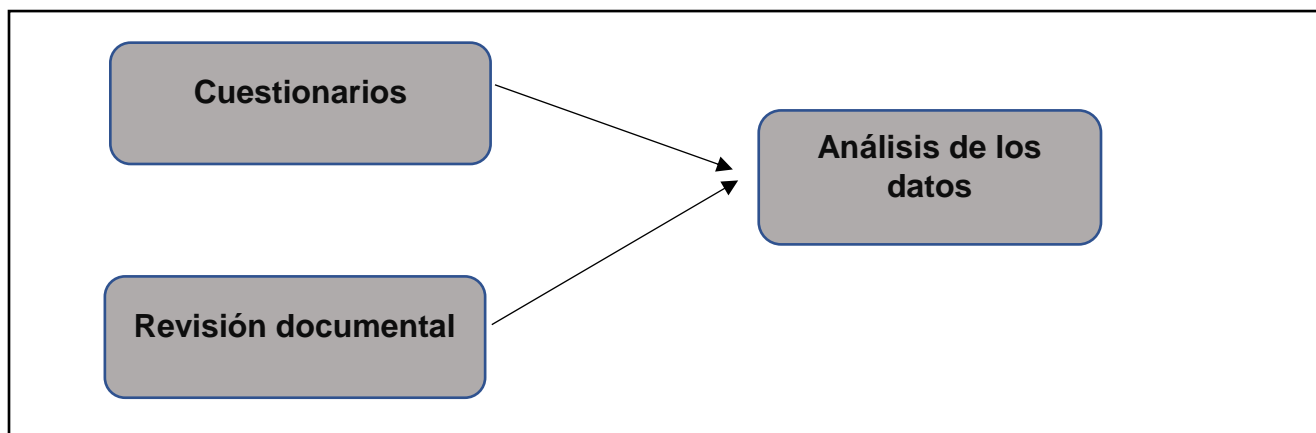 Cuestionarios
Análisis de los
datos
Revisión documental